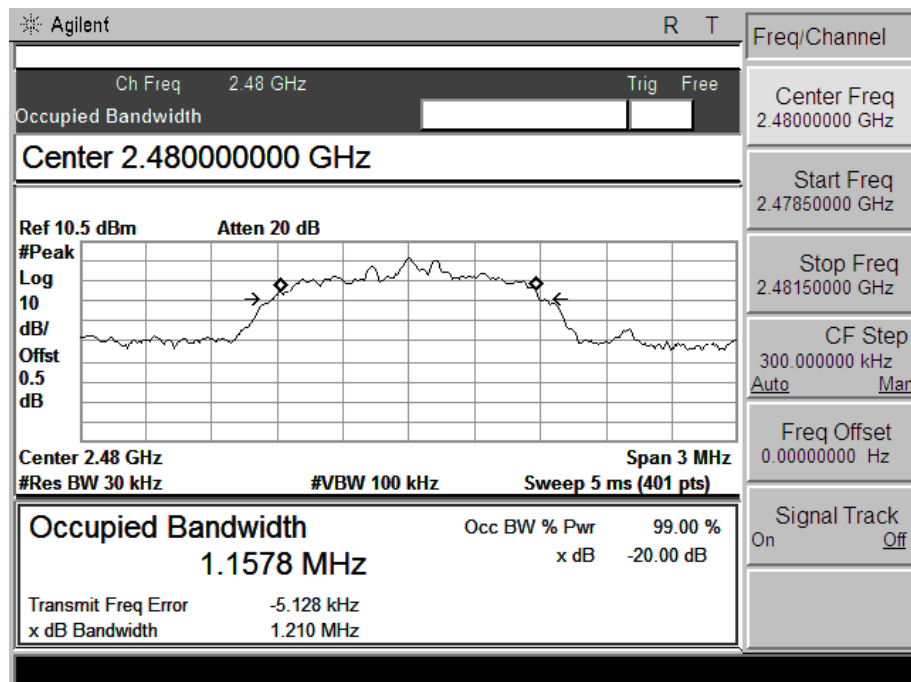 Agilent R T
Ch Freq 2.48 GHz Trig Free
Occupied Bandwidth
Center 2.480000000 GHz
Ref 10.5 dBm Atten 20 dB
#Peak
Log
10
dB/
Offst
0.5
dB
Center 2.48 GHz Span 3 MHz
#Res BW 30 kHz #VBW 100 kHz Sweep 5 ms (401 pts)
Occupied Bandwidth Occ BW % Pwr 99.00 %
1.1578 MHz x dB -20.00 dB
Transmit Freq Error -5.128 kHz
x dB Bandwidth 1.210 MHz
Freq/Channel
Center Freq
2.48000000 GHz
Start Freq
2.47850000 GHz
Stop Freq
2.48150000 GHz
CF Step
300.000000 kHz
Auto Man
Freq Offset
0.00000000 Hz
Signal Track
On Off